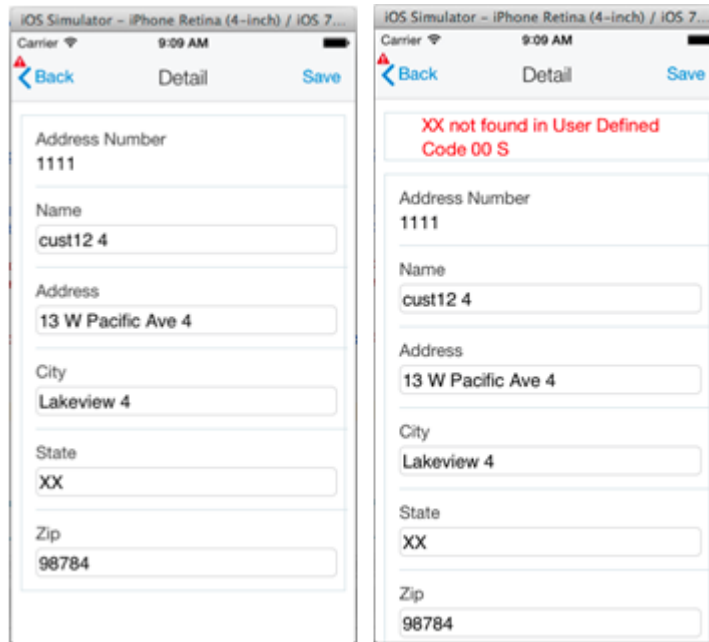 iOS Simulator – iPhone Retina (4-inch) / iOS 7...
Carrier 9:09 AM
Back Detail Save
Address Number
1111
Name
cust12 4
Address
13 W Pacific Ave 4
City
Lakeview 4
State
XX
Zip
98784
iOS Simulator – iPhone Retina (4-inch) / iOS 7...
Carrier 9:09 AM
Back Detail Save
XX not found in User Defined
Code 00 S
Address Number
1111
Name
cust12 4
Address
13 W Pacific Ave 4
City
Lakeview 4
State
XX
Zip
98784